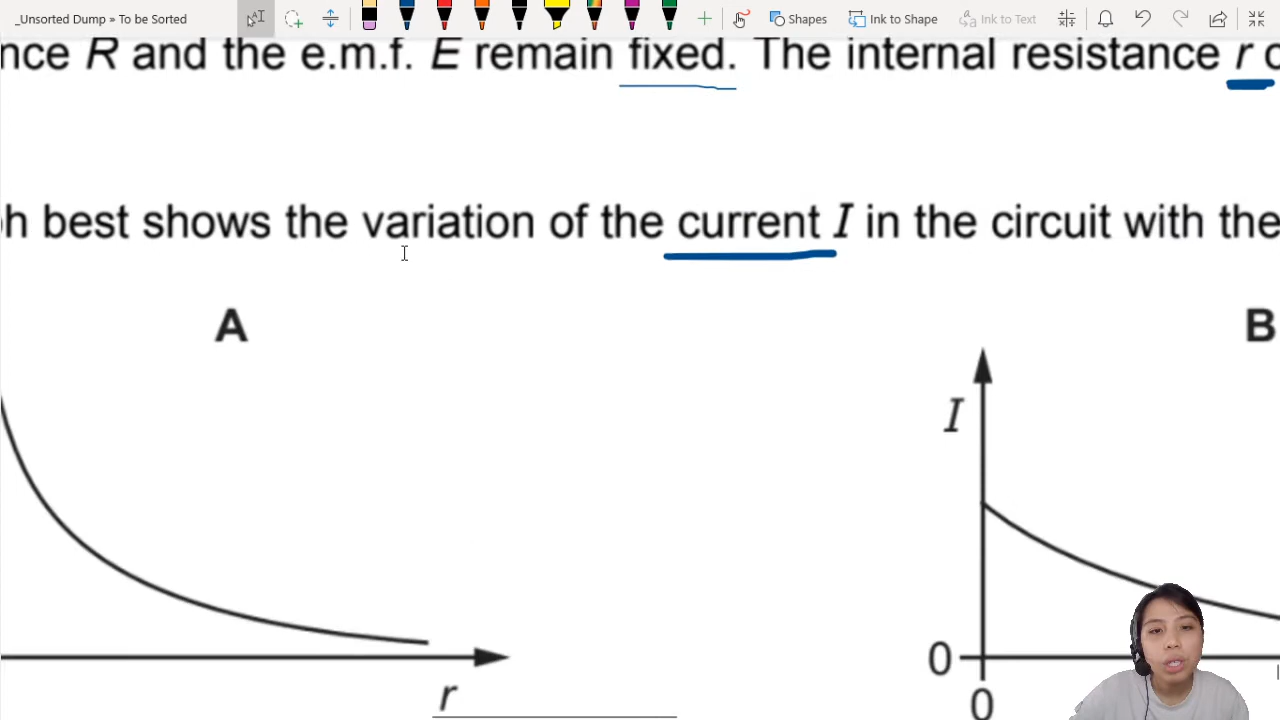 _Unsorted Dump » To be Sorted
Shapes
Ink to Shape
Ink to Text
nce R and the e.m.f. E remain fixed. The internal resistance r
h best shows the variation of the current I in the circuit with the
A
B
I
r
0
0